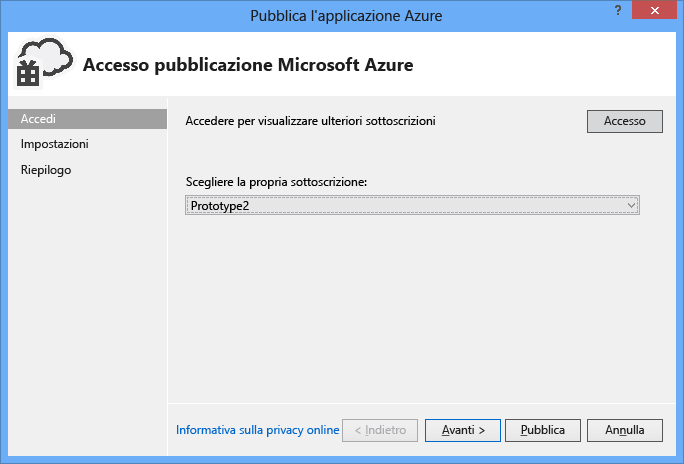 Pubblica l'applicazione Azure
?
Accesso pubblicazione Microsoft Azure
Accedi
Impostazioni
Riepilogo
Accedere per visualizzare ulteriori sottoscrizioni
Accesso
Scegliere la propria sottoscrizione:
Prototype2
Informativa sulla privacy online
< Indietro
Avanti >
Pubblica
Annulla